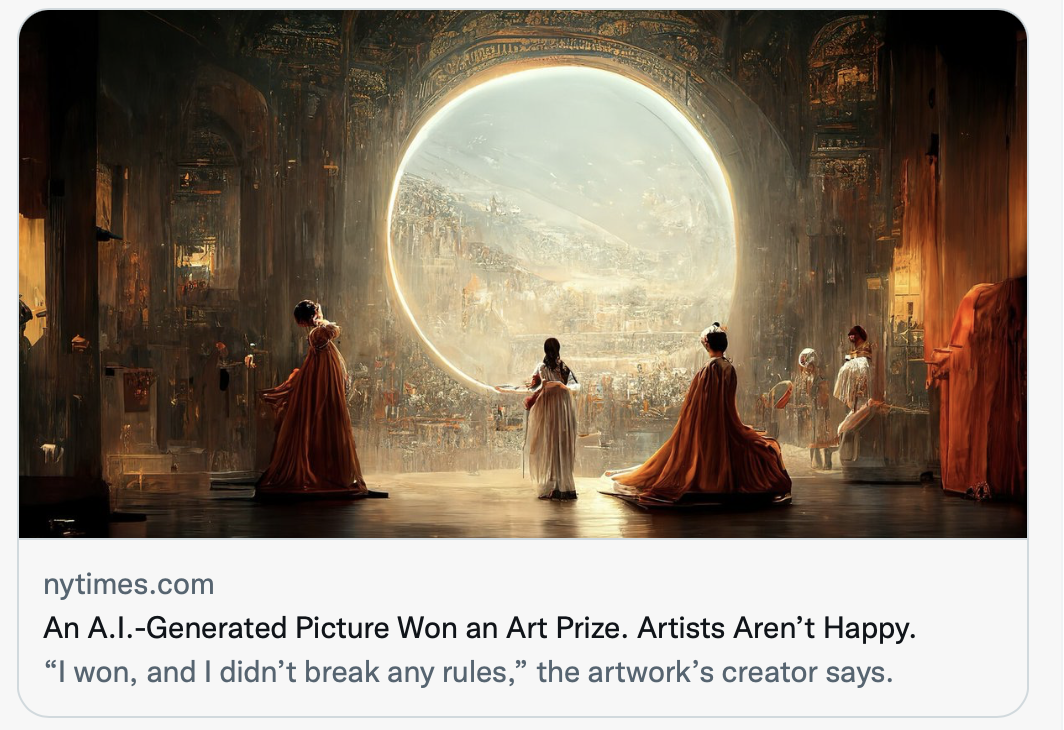 nytimes.com
An A.I.-Generated Picture Won an Art Prize. Artists Aren’t Happy.
“I won, and I didn’t break any rules,” the artwork’s creator says.